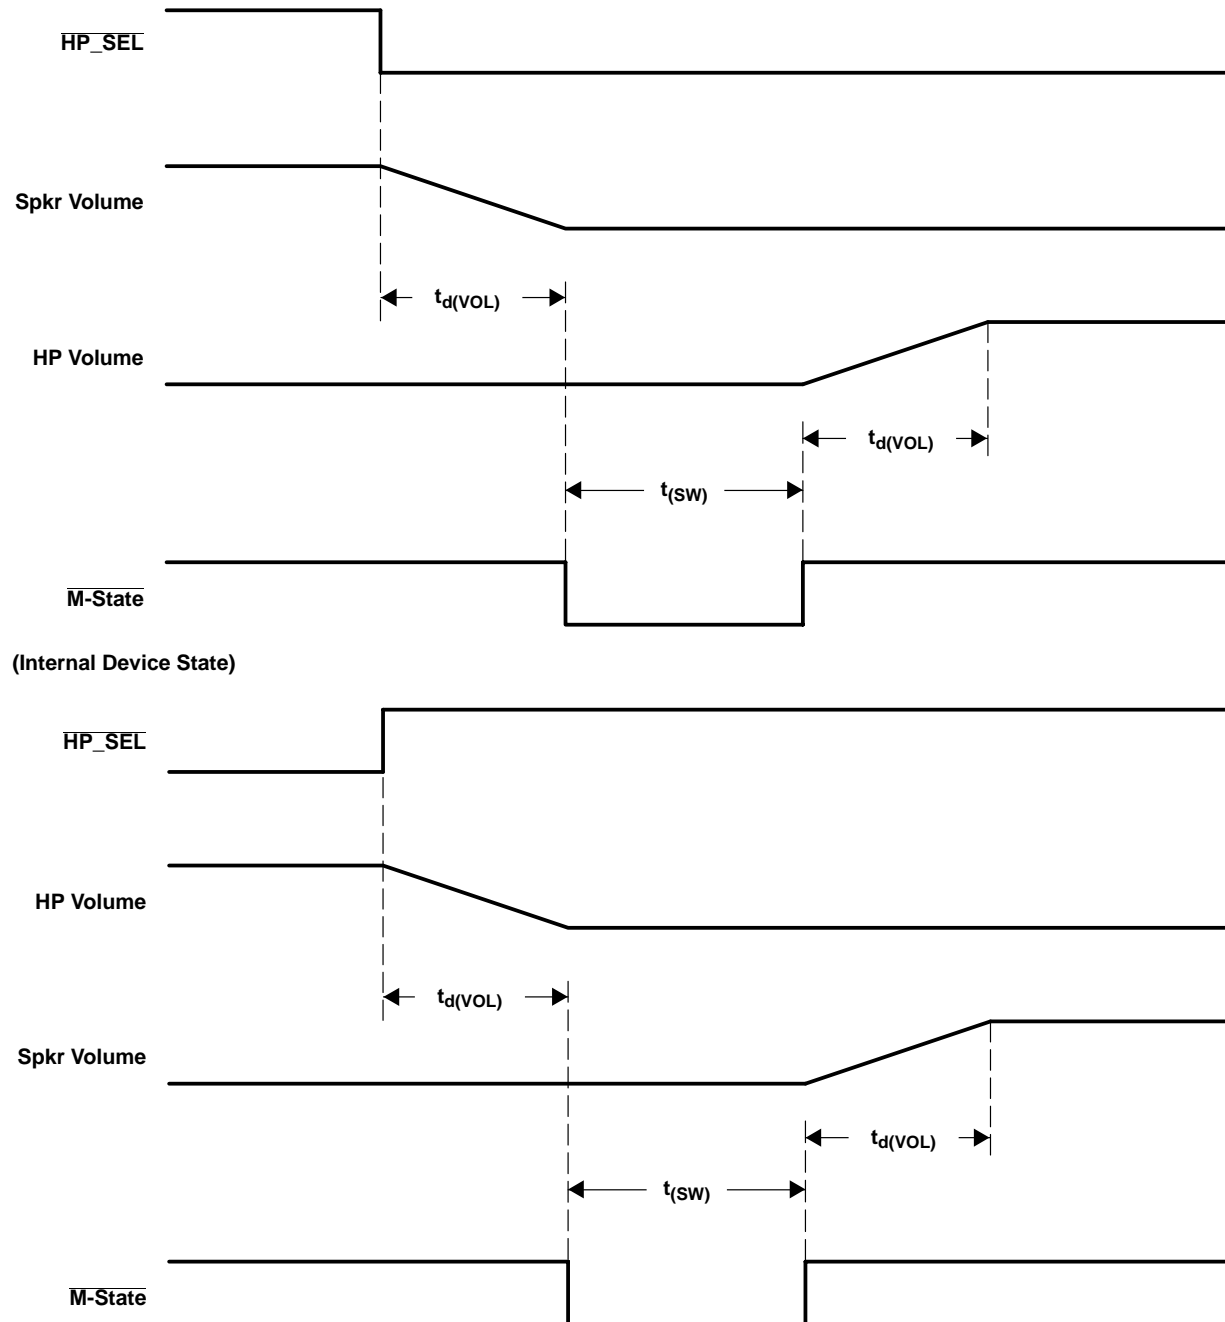 HP_SEL
Spkr Volume
td(VOL)
HP Volume
td(VOL)
t(SW)
M-State
(Internal Device State)
HP_SEL
HP Volume
td(VOL)
Spkr Volume
td(VOL)
t(SW)
M-State